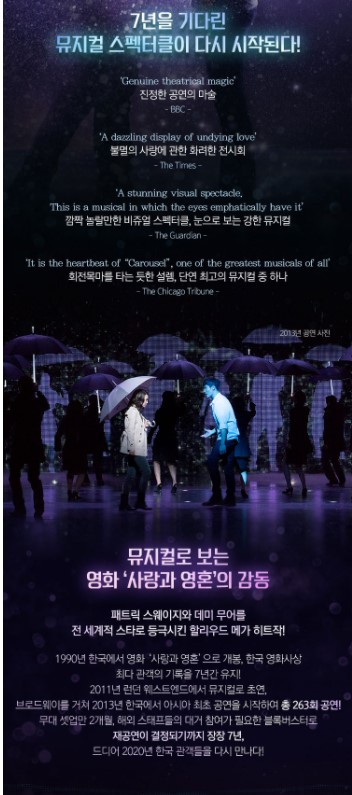 7년을 기다린
뮤지컬 스펙터클이 다시 시작된다!
'Genuine theatrical magic'
진정한 공연의 마술
- BBC -
'A dazzling display of undying love'
불멸의 사랑에 관한 화려한 전시회
- The Times -
'A stunning visual spectacle,
This is a musical in which the eyes emphatically have it'
깜짝 놀랄만한 비쥬얼 스펙터클, 눈으로 보는 강한 뮤지컬
- The Guardian -
'It is the heartbeat of "Carousel", one of the greatest musicals of all'
회전목마를 타는 듯한 설렘, 단연 최고의 뮤지컬 중 하나
- The Chicago Tribune -
2013년 공연 사진
뮤지컬로 보는
영화 '사랑과 영혼'의 감동
패트릭 스웨이지와 데미 무어를
전 세계적 스타로 등극시킨 할리우드 메가 히트작!
1990년 한국에서 영화 '사랑과 영혼' 으로 개봉, 한국 영화사상
최다 관객의 기록을 7년간 유지!
2011년 런던 웨스트엔드에서 뮤지컬로 초연,
브로드웨이를 거쳐 2013년 한국에서 아시아 최초 공연을 시작하며 총 263회 공연!
무대 셋업만 2개월, 해외 스태프들의 대거 참여가 필요한 블록버스터로
재공연이 결정되기까지 장장 7년,
드디어 2020년 한국 관객들을 다시 만나다!